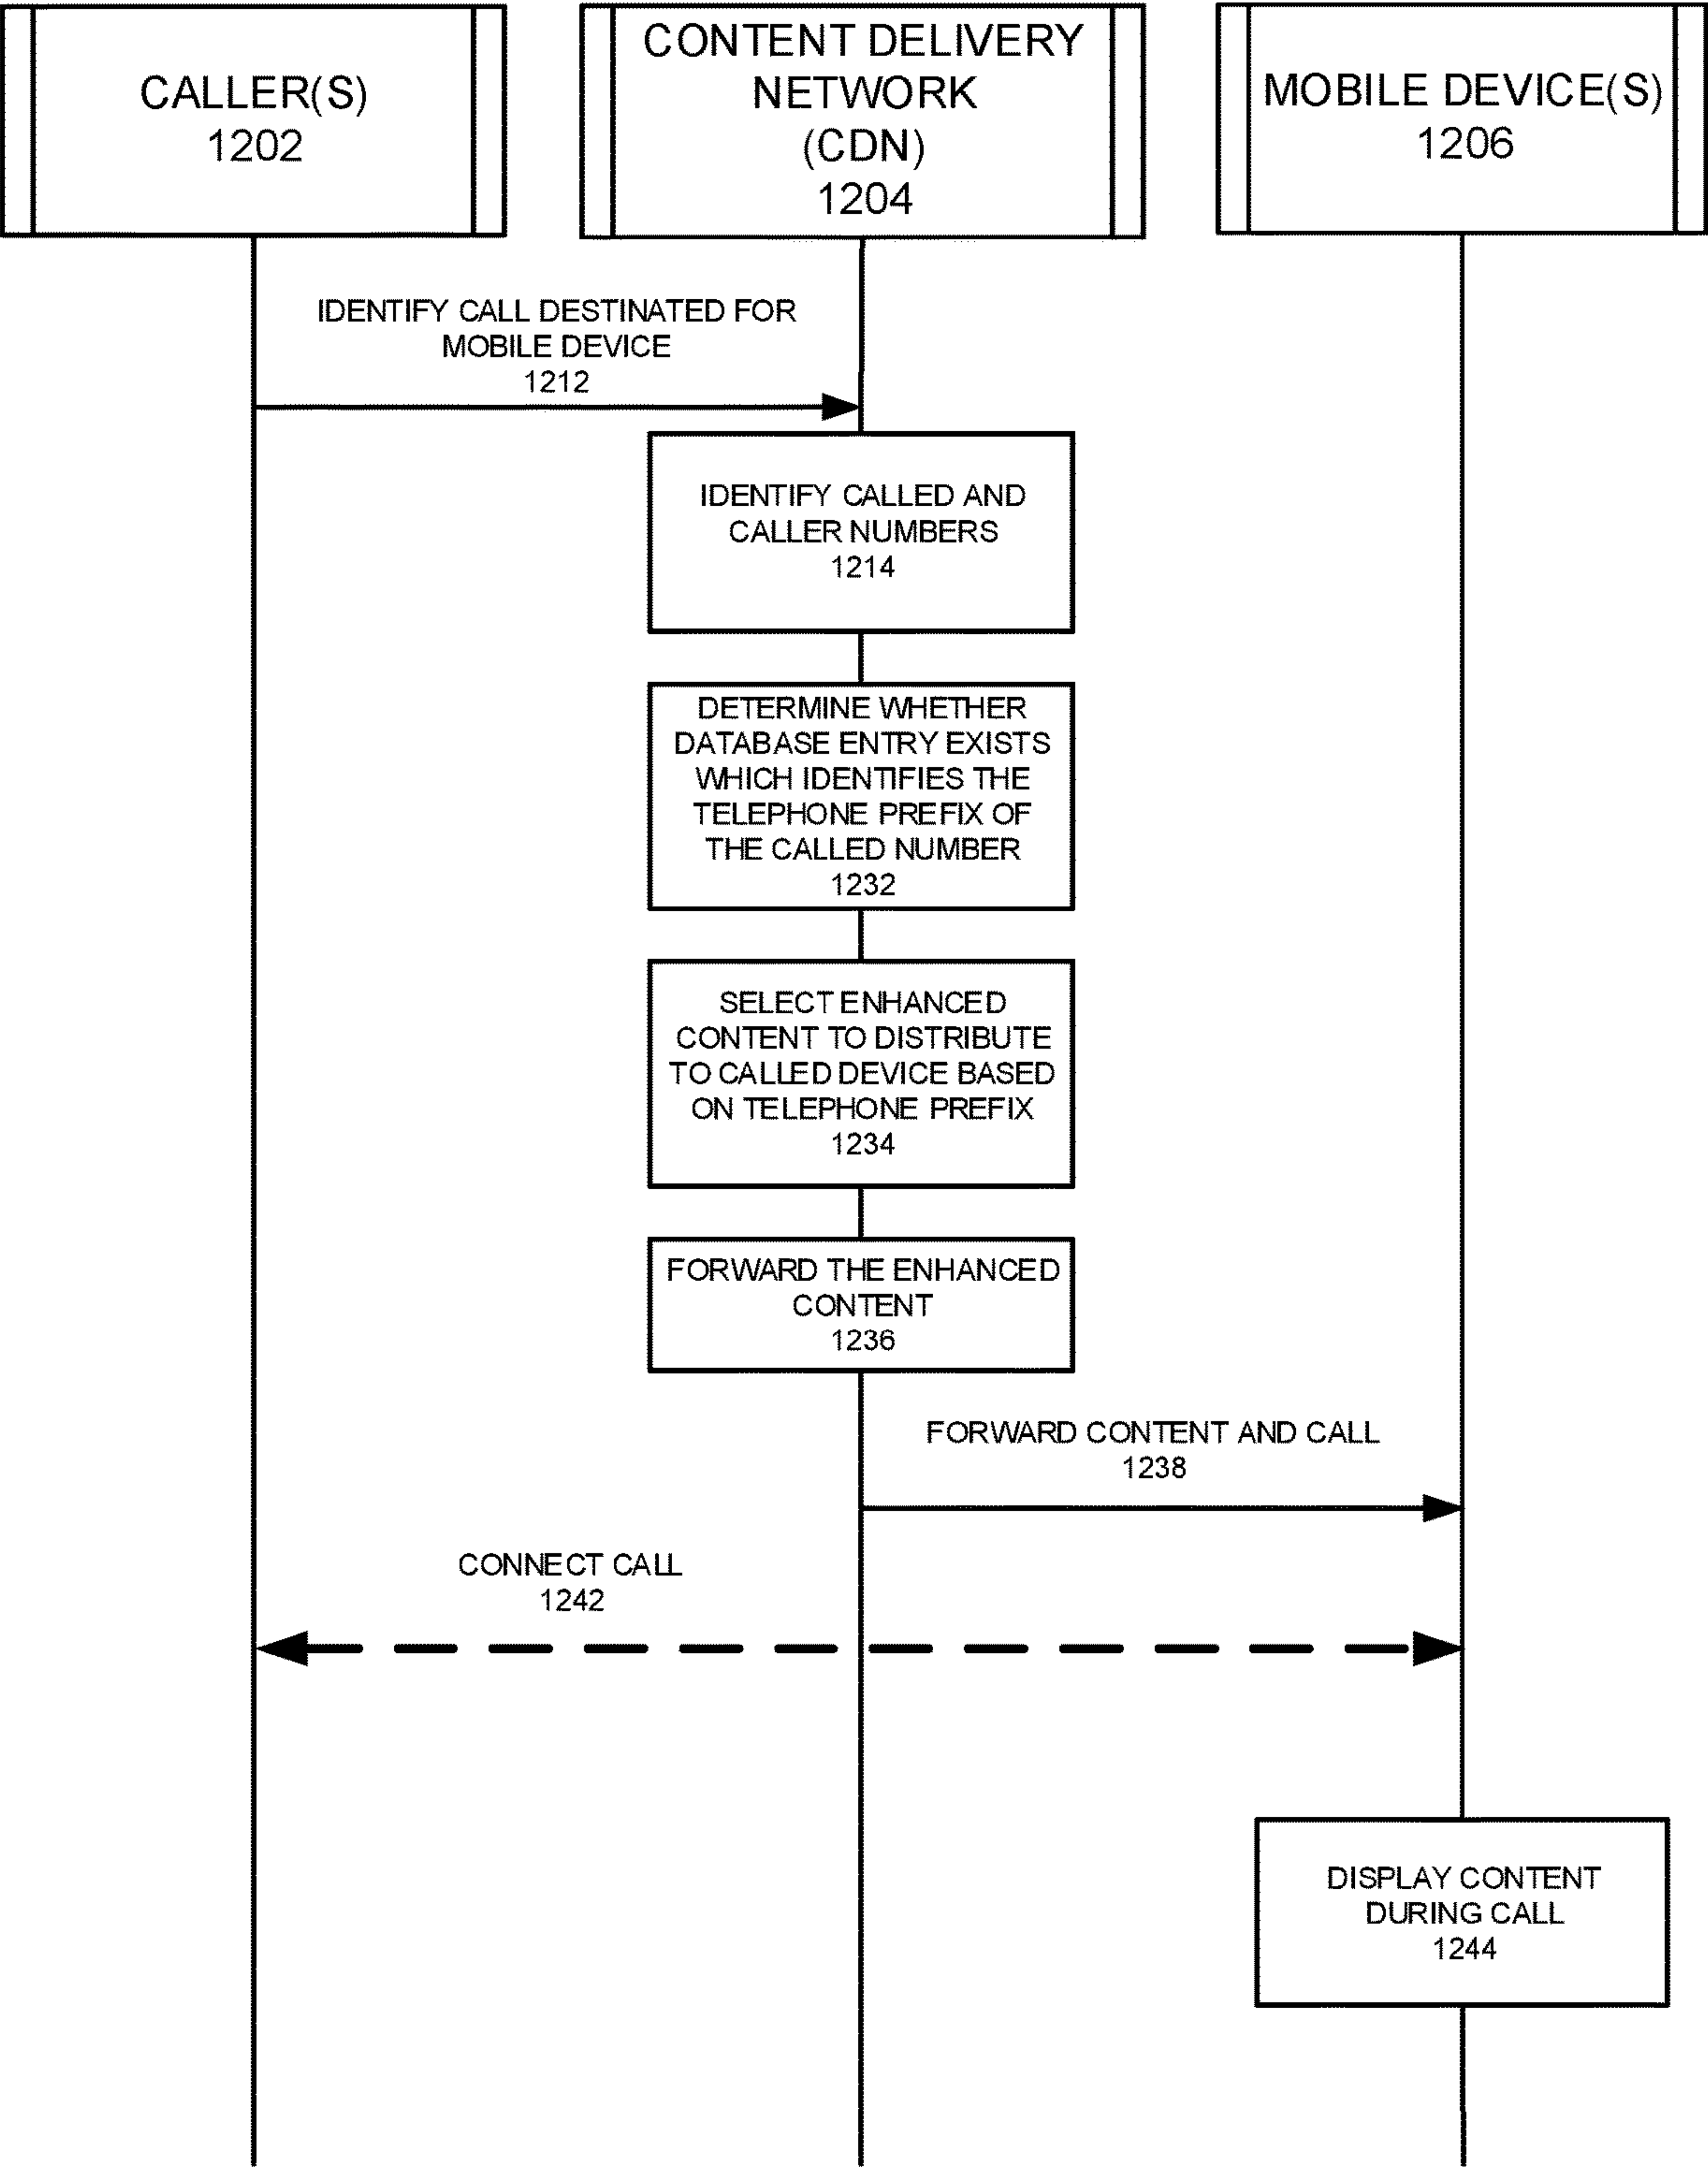 CALLER(S)
1202
CONTENT DELIVERY
NETWORK
(CDN)
1204
MOBILE DEVICE(S)
1206
IDENTIFY CALL DESTINATED FOR
MOBILE DEVICE
1212
IDENTIFY CALLED AND
CALLER NUMBERS
1214
DETERMINE WHETHER
DATABASE ENTRY EXISTS
WHICH IDENTIFIES THE
TELEPHONE PREFIX OF
THE CALLED NUMBER
1232
SELECT ENHANCED
CONTENT TO DISTRIBUTE
TO CALLED DEVICE BASED
ON TELEPHONE PREFIX
1234
FORWARD THE ENHANCED
CONTENT
1236
FORWARD CONTENT AND CALL
1238
CONNECT CALL
1242
DISPLAY CONTENT
DURING CALL
1244